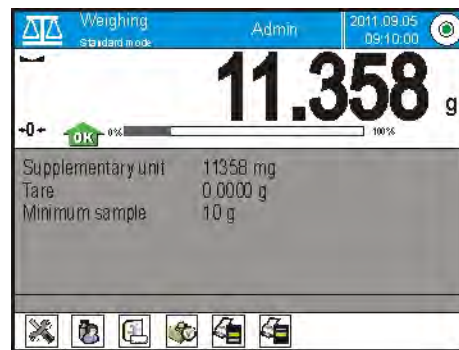 Weighing
Standard mode
Admin
2011.09.05
09:10:00
11.358 g
+0+
OK 0% 100%
Supplementary unit 11358 mg
Tare 0.0000 g
Minimum sample 10 g